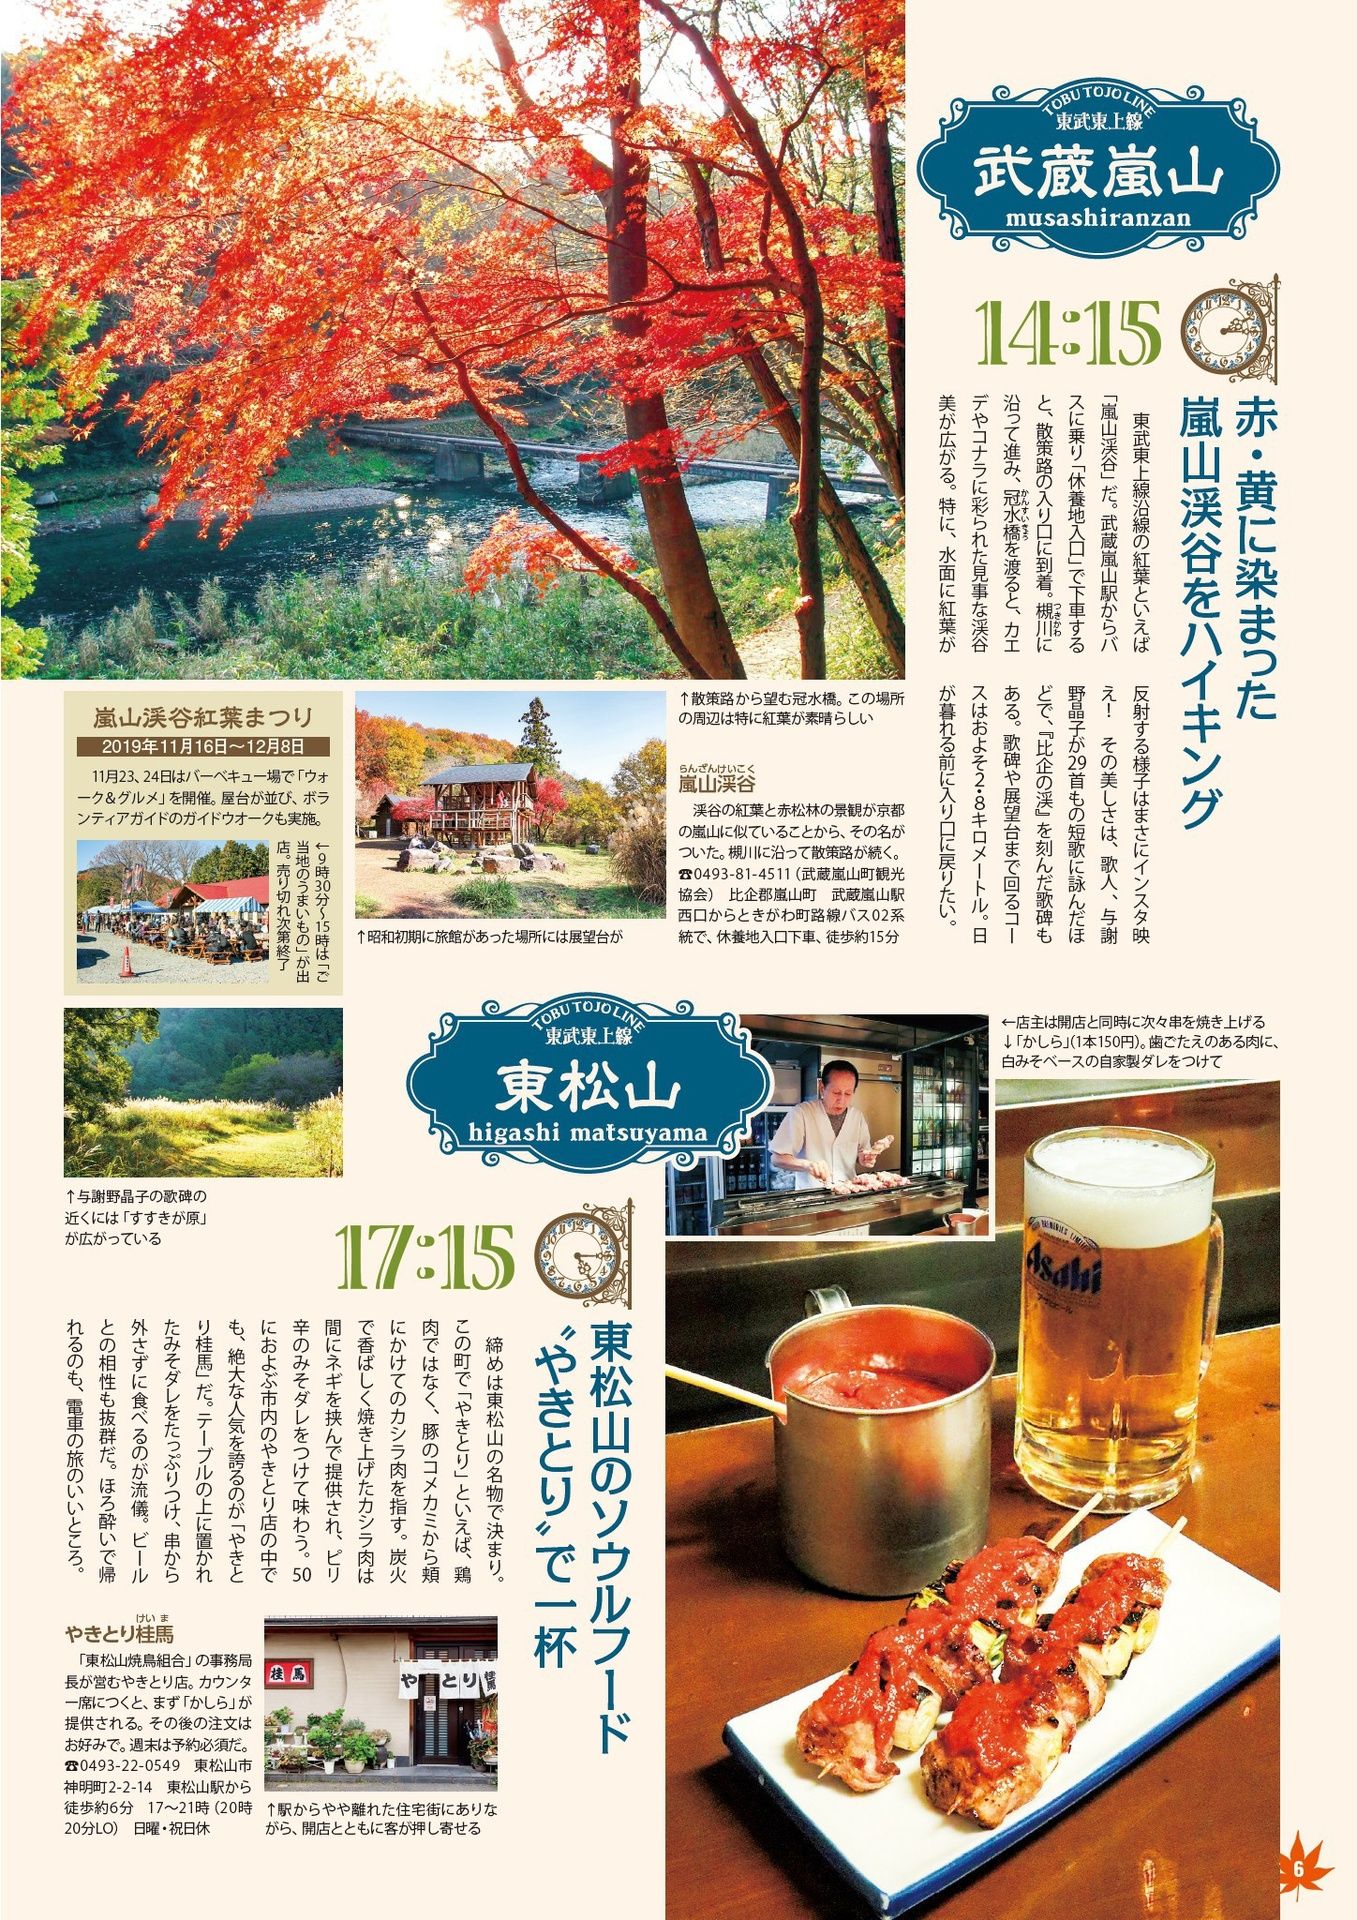 TOBU TOJO LINE
東武東上線
武蔵嵐山
musashiranzan
14:15
赤・黄に染まった
嵐山渓谷をハイキング
東武東上線沿線の紅葉といえば
「嵐山渓谷」だ。武蔵嵐山駅からバ
スに乗り「休養地入口」で下車する
と、散策路の入り口に到着。槻川に
つきかわ
沿って進み、冠水橋を渡ると、カエ
かんすいきょう
デやコナラに彩られた見事な渓谷
美が広がる。特に、水面に紅葉が
反射する様子はまさにインスタ映
え！　その美しさは、歌人、与謝
野晶子が29首もの短歌に詠んだほ
どで、『比企の渓』を刻んだ歌碑も
ある。歌碑や展望台まで回るコー
スはおよそ2・8キロメートル。日
が暮れる前に入り口に戻りたい。
↑散策路から望む冠水橋。この場所
の周辺は特に紅葉が素晴らしい
らんざんけいこく
嵐山渓谷
渓谷の紅葉と赤松林の景観が京都
の嵐山に似ていることから、その名が
ついた。槻川に沿って散策路が続く。
☎0493-81-4511（武蔵嵐山町観光
協会）　比企郡嵐山町　武蔵嵐山駅
西口からときがわ町路線バス02系
統で、休養地入口下車、徒歩約15分
↑昭和初期に旅館があった場所には展望台が
嵐山渓谷紅葉まつり
2019年11月16日～12月8日
11月23、24日はバーベキュー場で「ウォ
ーク＆グルメ」を開催。屋台が並び、ボラ
ンティアガイドのガイドウオークも実施。
←9時30分～15時は「ご
当地のうまいもの」が出
店。売り切れ次第終了
↑与謝野晶子の歌碑の
近くには「すすきが原」
が広がっている
TOBU TOJO LINE
東武東上線
東松山
higashi matsuyama
←店主は開店と同時に次々串を焼き上げる
↓「かしら」（1本150円）。歯ごたえのある肉に、
白みそベースの自家製ダレをつけて
Asahi
17:15
東松山のソウルフード
〝やきとり〟で一杯
締めは東松山の名物で決まり。
この町で「やきとり」といえば、鶏
肉ではなく、豚のコメカミから頬
にかけてのカシラ肉を指す。炭火
で香ばしく焼き上げたカシラ肉は
間にネギを挟んで提供され、ピリ
辛のみそダレをつけて味わう。50
におよぶ市内のやきとり店の中で
も、絶大な人気を誇るのが「やきと
り桂馬」だ。テーブルの上に置かれ
たみそダレをたっぷりつけ、串から
外さずに食べるのが流儀。ビール
との相性も抜群だ。ほろ酔いで帰
れるのも、電車の旅のいいところ。
けいま
やきとり桂馬
「東松山焼鳥組合」の事務局
長が営むやきとり店。カウンタ
ー席につくと、まず「かしら」が
提供される。その後の注文は
お好みで。週末は予約必須だ。
☎0493-22-0549　東松山市
神明町2-2-14　東松山駅から
徒歩約6分　17～21時（20時
20分LO）　日曜・祝日休
桂馬
やきとり
桂馬
↑駅からやや離れた住宅街にありな
がら、開店とともに客が押し寄せる
6